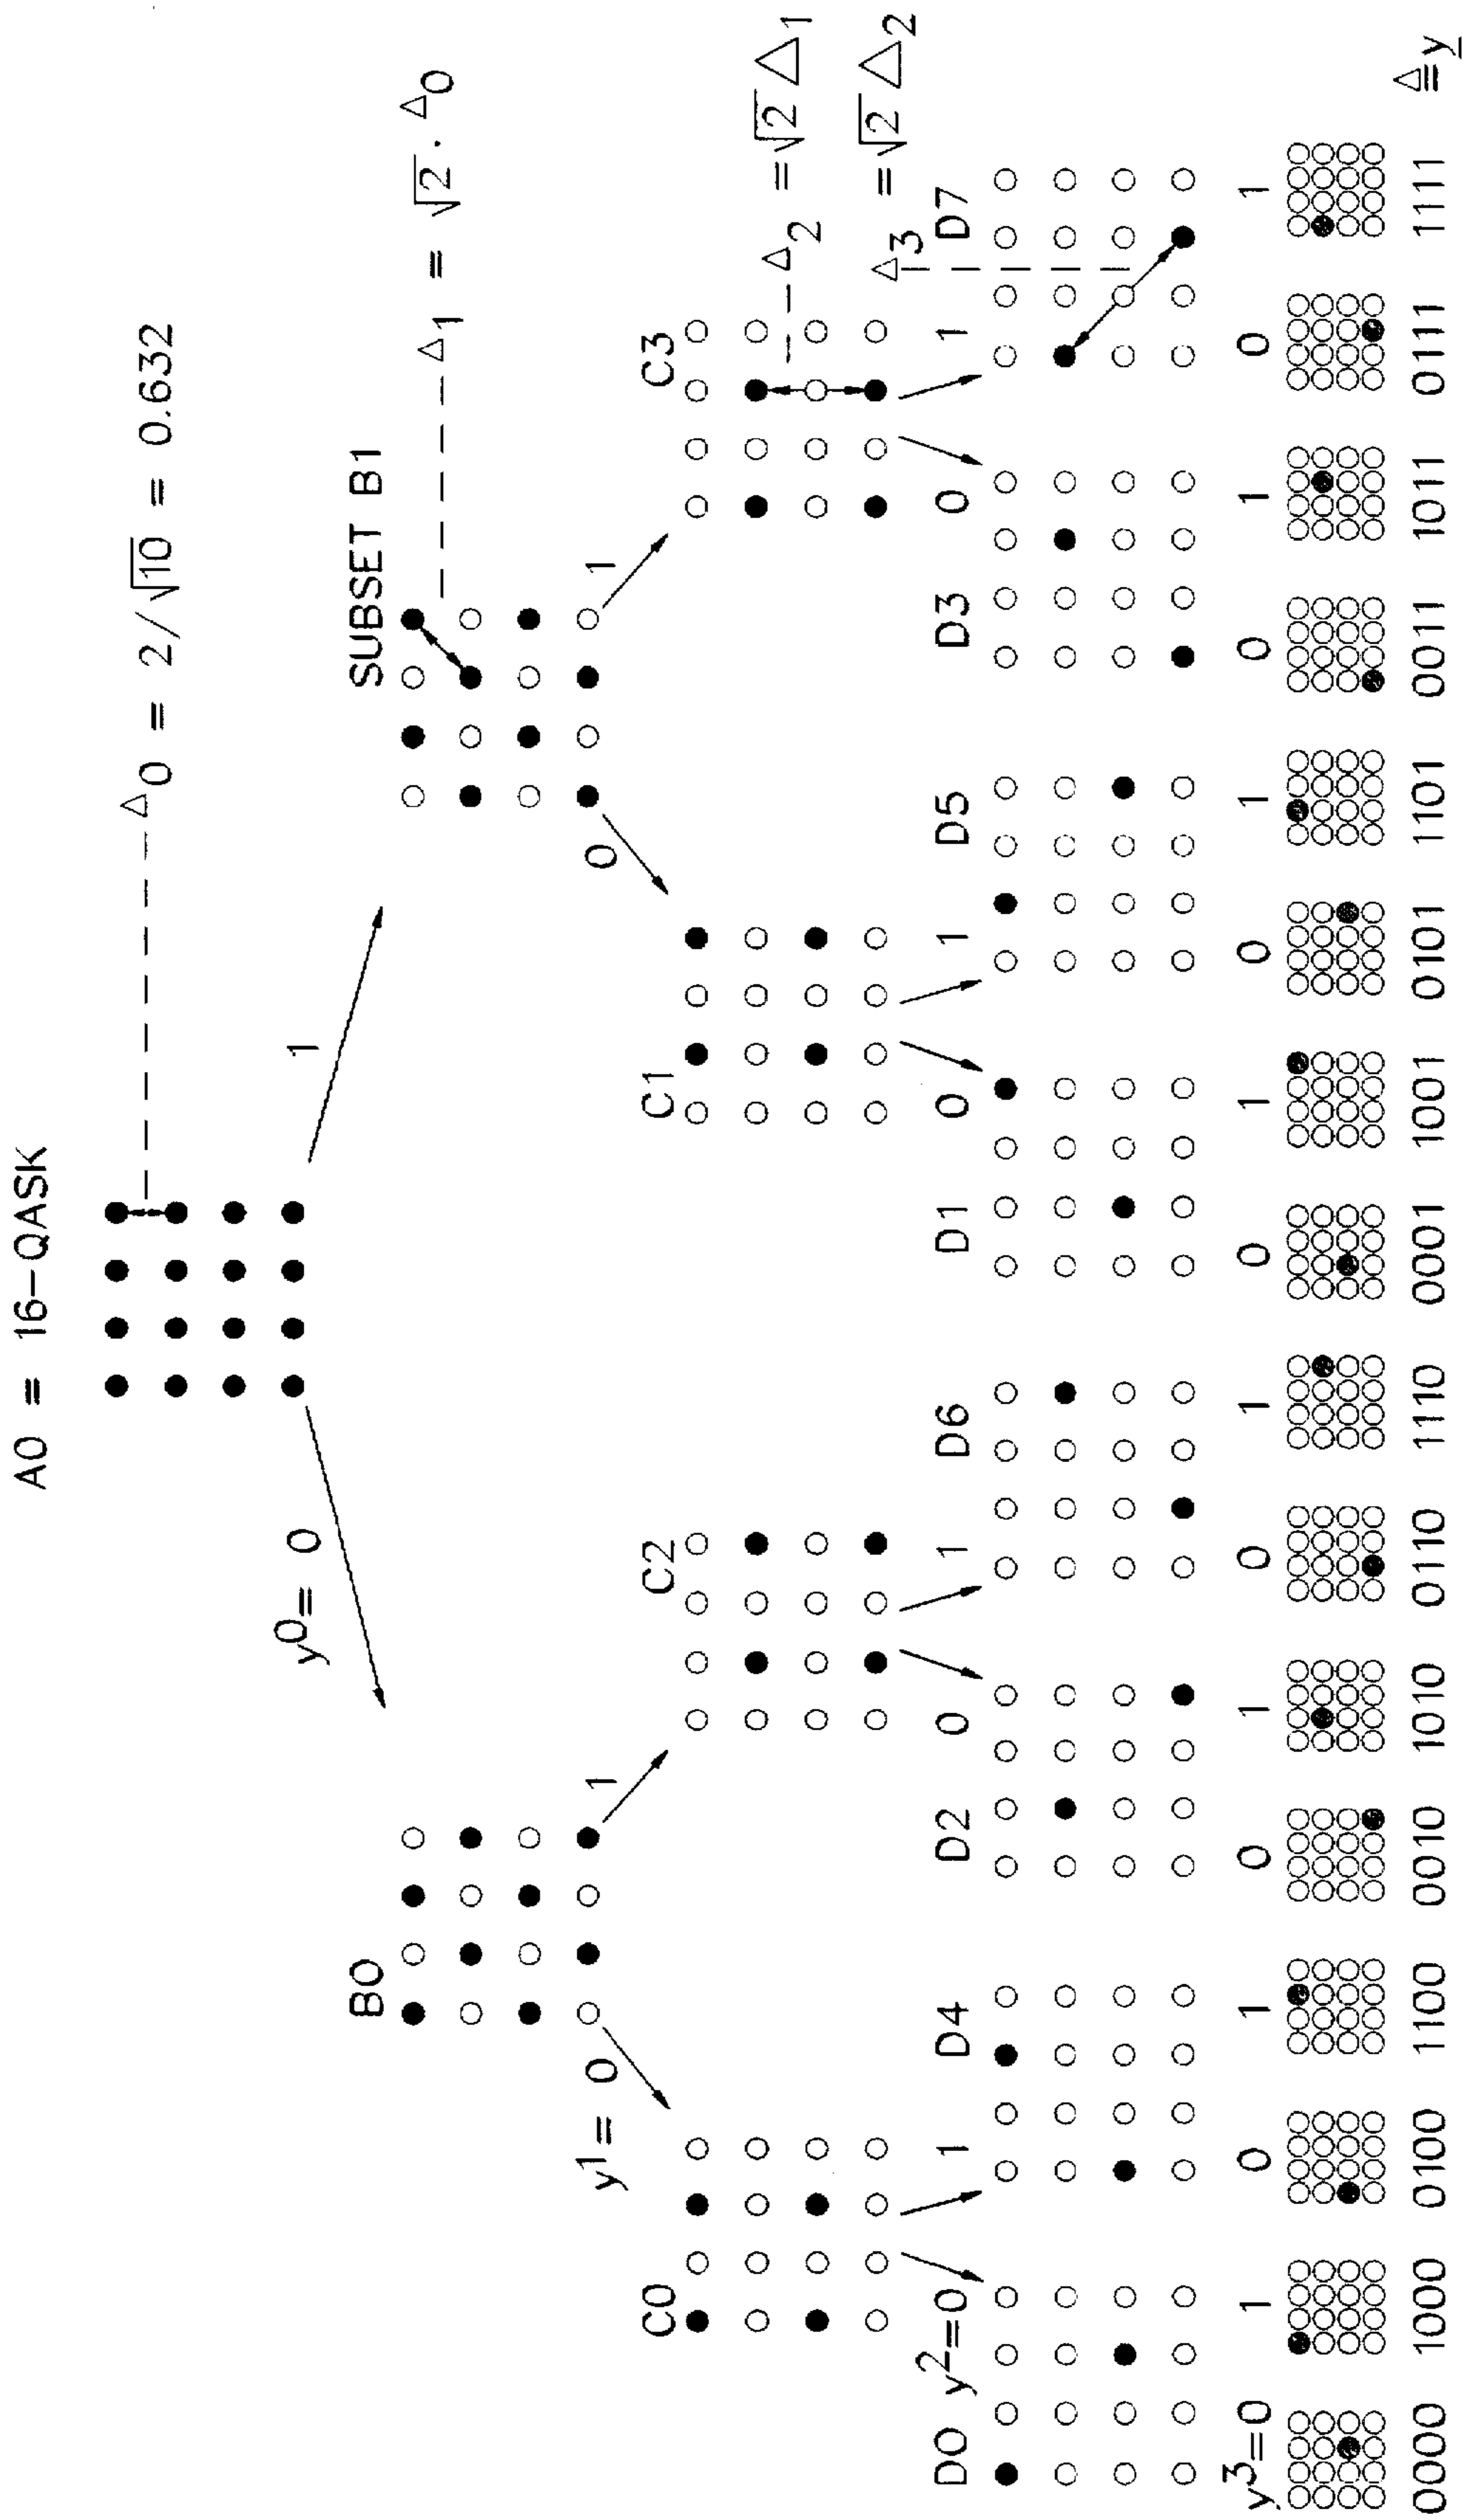 A0 = 16-QASK
Δ0 = 2/√10 = 0.632
y0= 0
1
B0
SUBSET B1
Δ1 = √2 · Δ0
y1= 0
1
0
1
C0
C2
C1
C3
Δ2 = √2 Δ1
Δ3 = √2 Δ2
D0 y2=0
1 D4
D2 0
1 D6
D1 0
1 D5
D3 0
1 D7
y3=0 1 0 1 0 1 0 1 0 1 0 1 0 1 0 1
0000 1000 0100 1100 0010 1010 0110 1110 0001 1001 0101 1101 0011 1011 0111 1111 ≙y